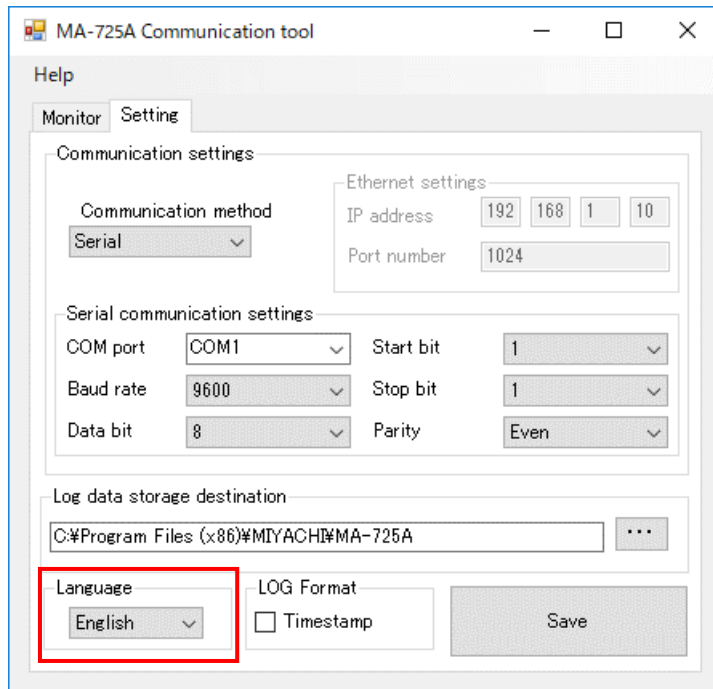 MA-725A Communication tool
Help
Monitor
Setting
Communication settings
Communication method
Serial
Ethernet settings
IP address 192 168 1 10
Port number 1024
Serial communication settings
COM port COM1 Start bit 1
Baud rate 9600 Stop bit 1
Data bit 8 Parity Even
Log data storage destination
C:¥Program Files (x86)¥MIYACHI¥MA-725A ...
Language
English
LOG Format
Timestamp
Save